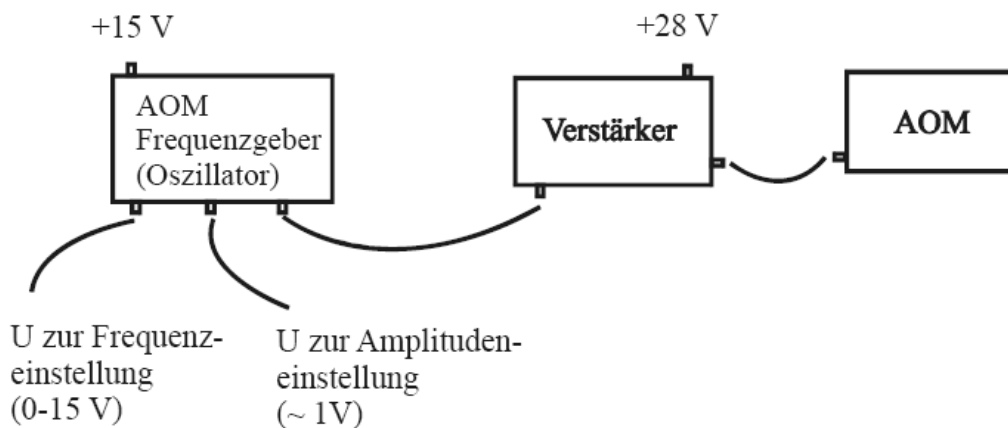 +15 V
+28 V
AOM
Frequenzgeber
(Oszillator)
Verstärker
AOM
U zur Frequenz-
einstellung
(0-15 V)
U zur Amplituden-
einstellung
(~ 1V)